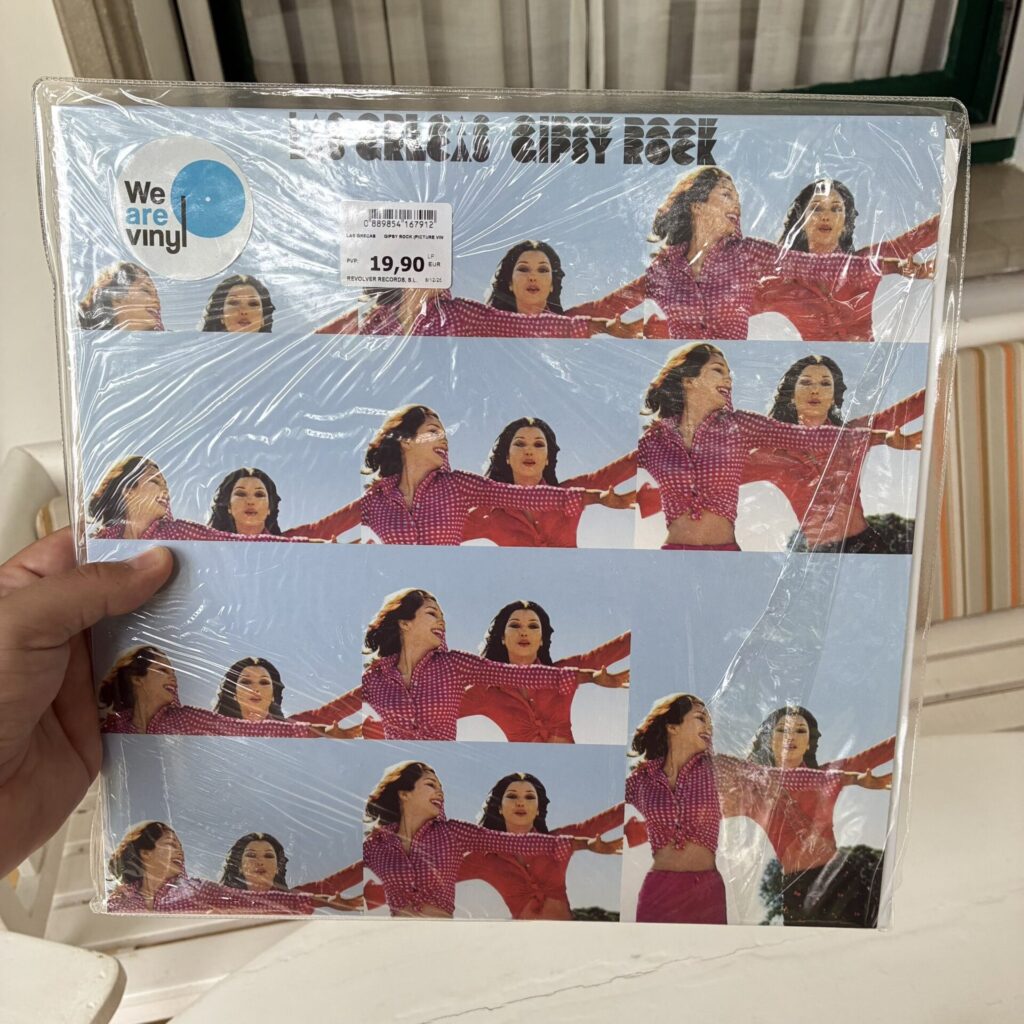 LAS GRECAS GIPSY ROCK
We
are
vinyl
0 889854 167912
LAS GRECAS GIPSY ROCK (PICTURE VIN
PVP: 19,90 LP
EUR
REVOLVER RECORDS, S.L.